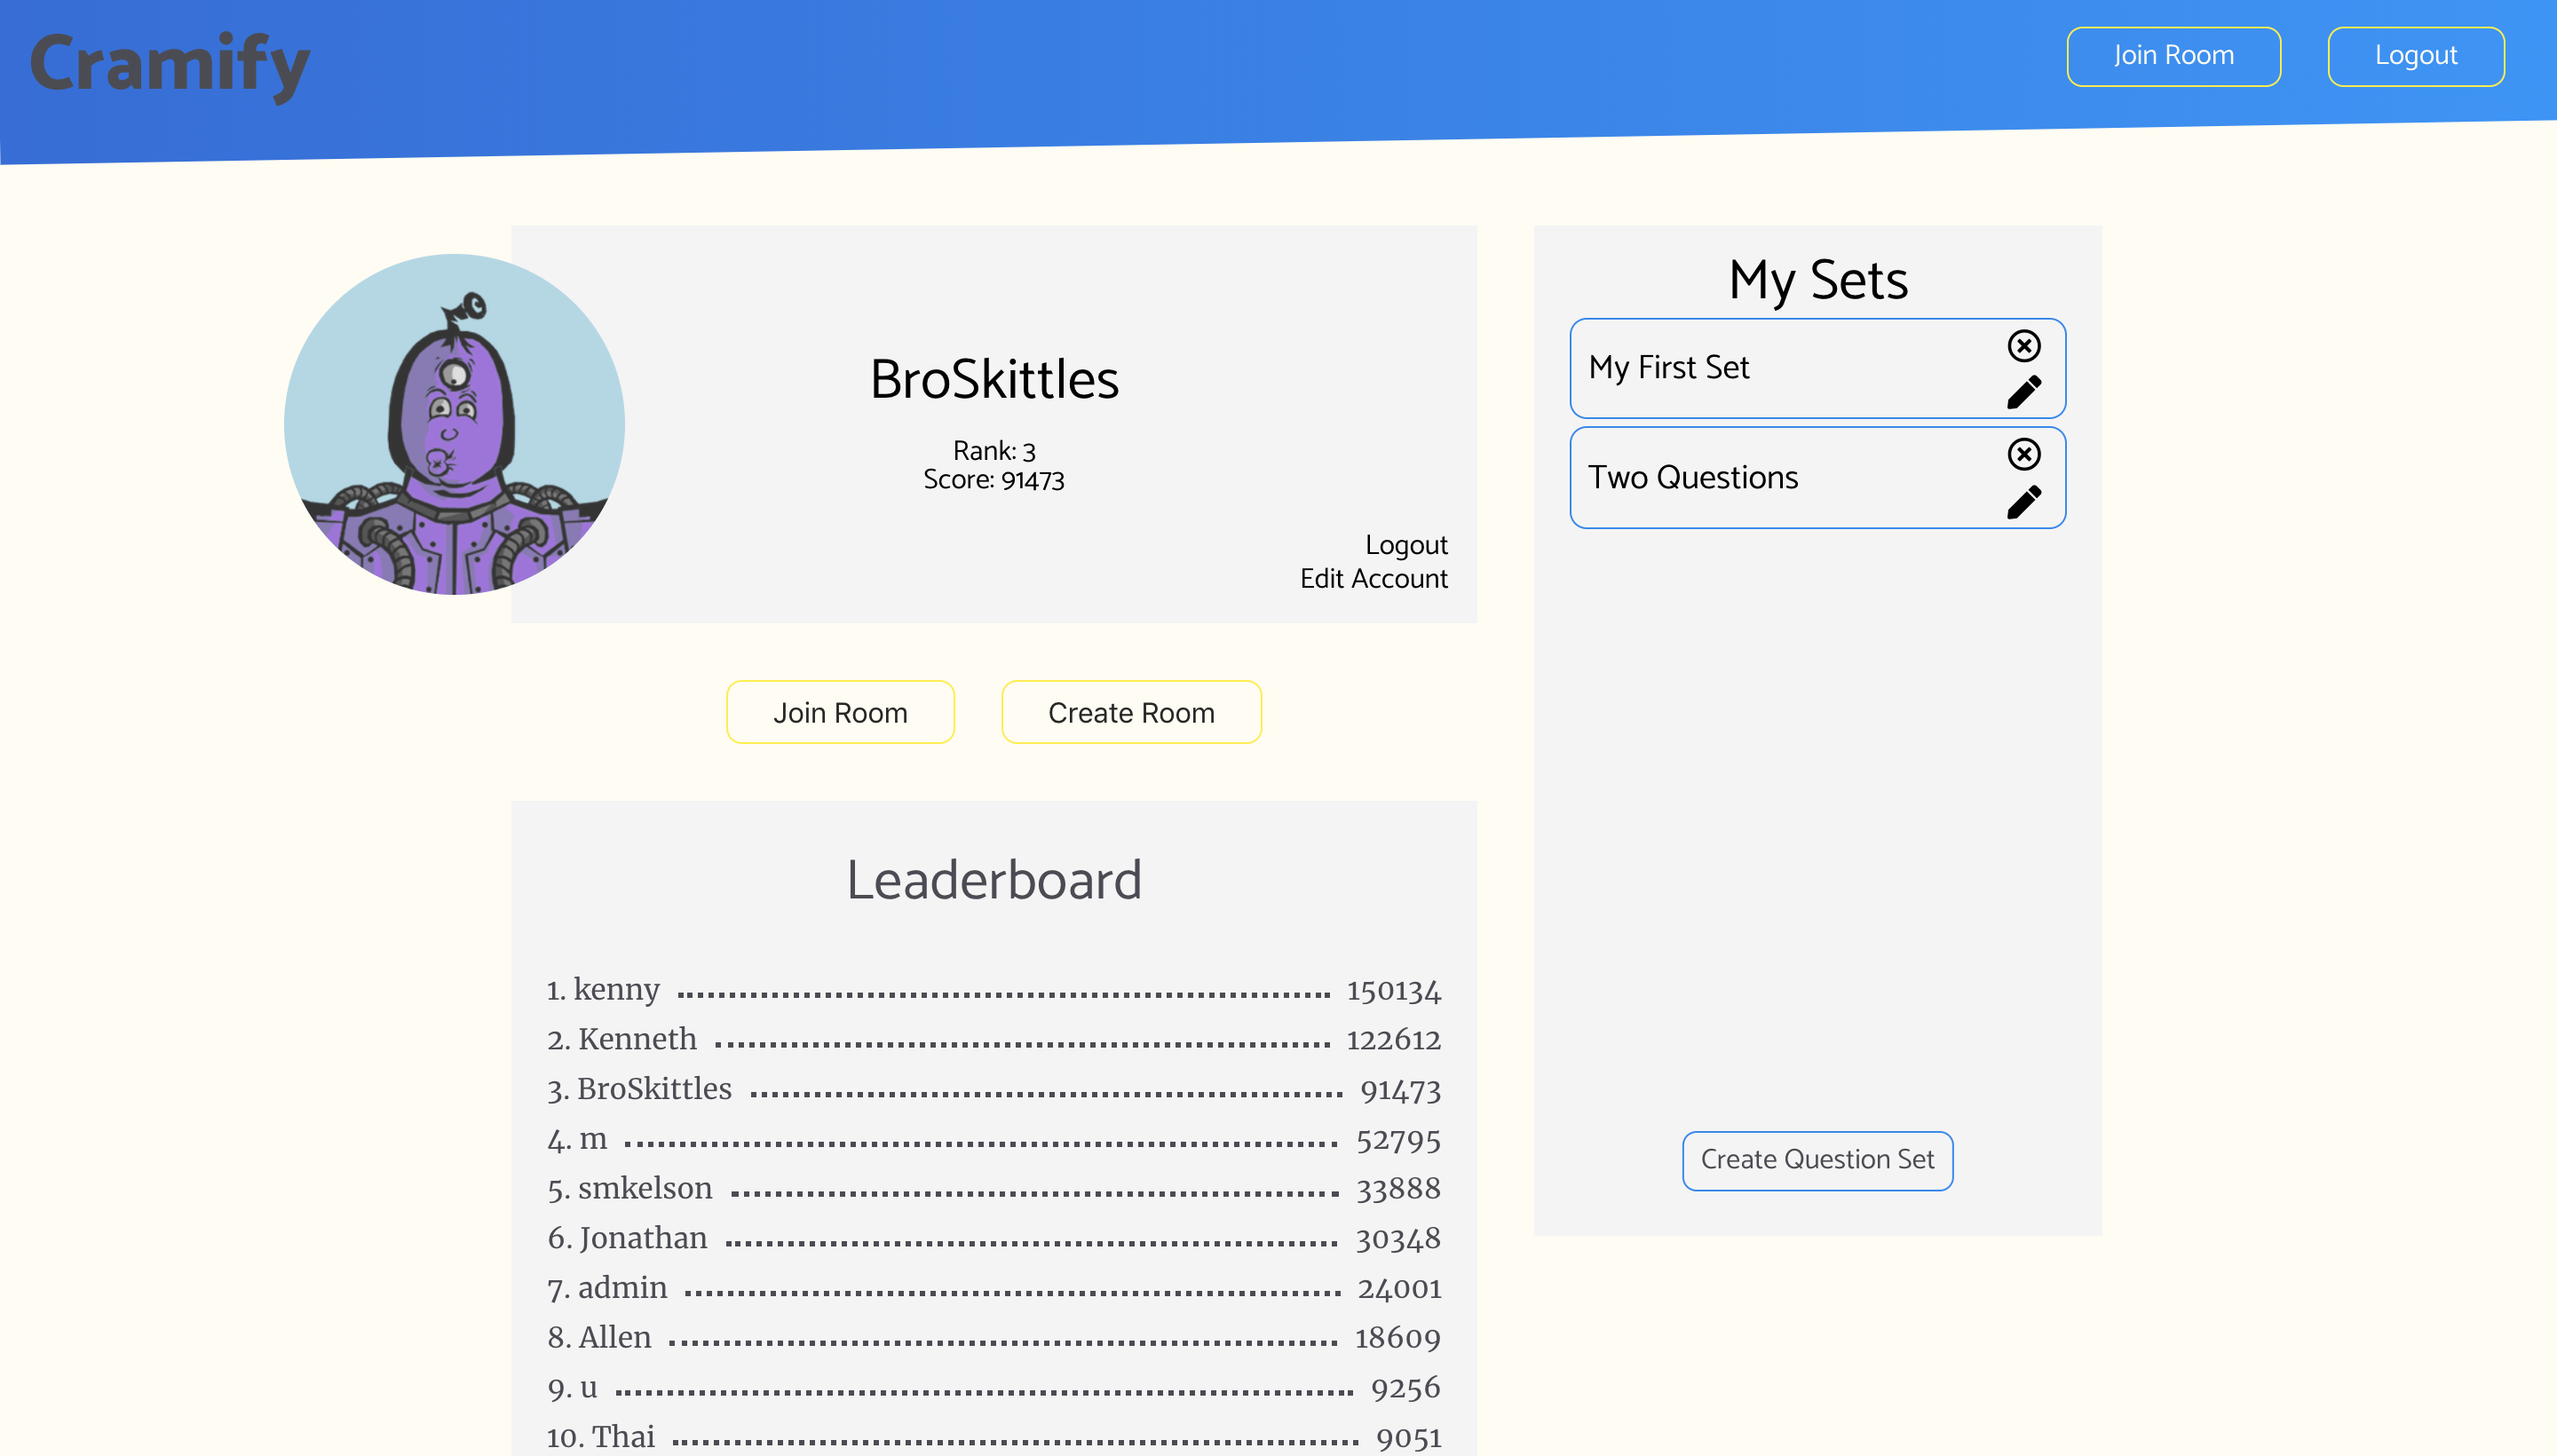 Cramify
Join Room
Logout
BroSkittles
Rank: 3
Score: 91473
Logout
Edit Account
Join Room
Create Room
Leaderboard
1. kenny 150134
2. Kenneth 122612
3. BroSkittles 91473
4. m 52795
5. smkelson 33888
6. Jonathan 30348
7. admin 24001
8. Allen 18609
9. u 9256
10. Thai 9051
My Sets
My First Set
Two Questions
Create Question Set